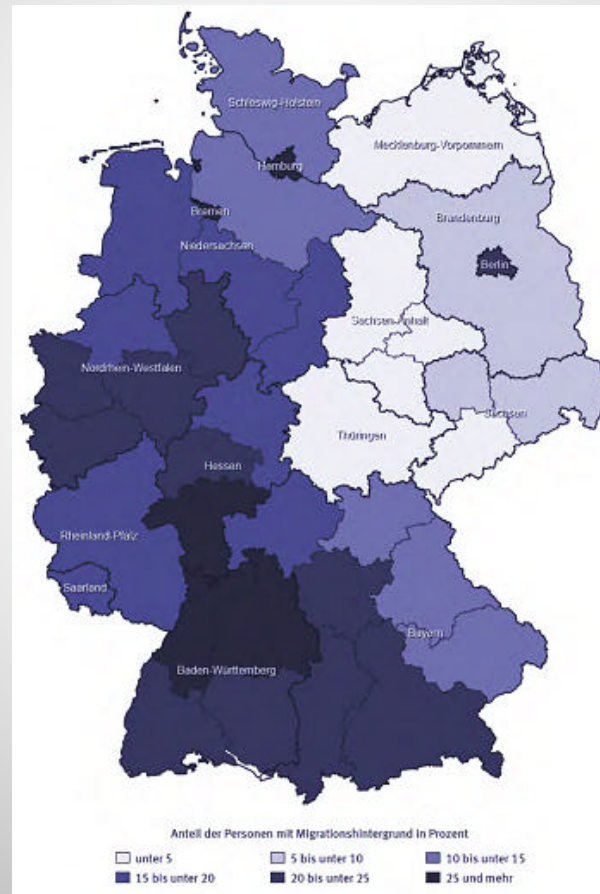 Schleswig-Holstein
Mecklenburg-Vorpommern
Hamburg
Bremen
Brandenburg
Niedersachsen
Berlin
Sachsen-Anhalt
Nordrhein-Westfalen
Sachsen
Thüringen
Hessen
Rheinland-Pfalz
Saarland
Bayern
Baden-Württemberg
Anteil der Personen mit Migrationshintergrund in Prozent
unter 5 5 bis unter 10 10 bis unter 15
15 bis unter 20 20 bis unter 25 25 und mehr